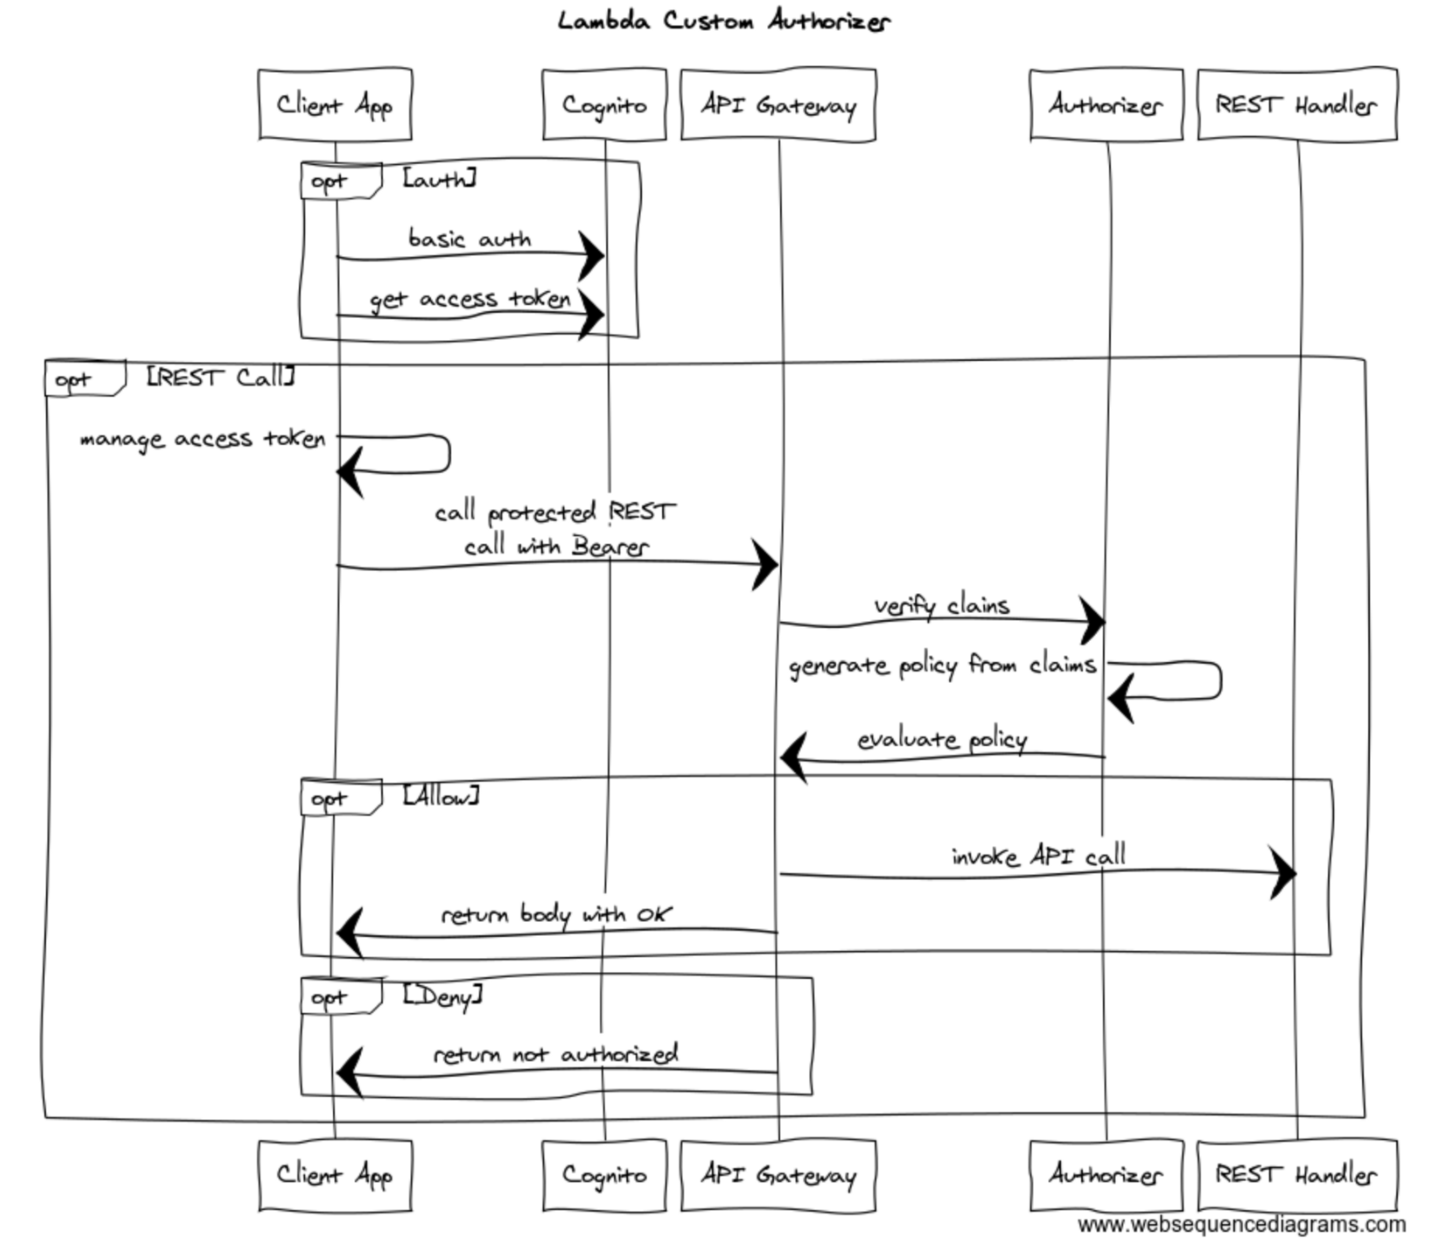 Lambda Custom Authorizer
Client App
Cognito
API Gateway
Authorizer
REST Handler
opt
[auth]
basic auth
get access token
opt
[REST Call]
manage access token
call protected REST
call with Bearer
verify claims
generate policy from claims
evaluate policy
opt
[Allow]
invoke API call
return body with OK
opt
[Deny]
return not authorized
Client App
Cognito
API Gateway
Authorizer
REST Handler
www.websequencediagrams.com